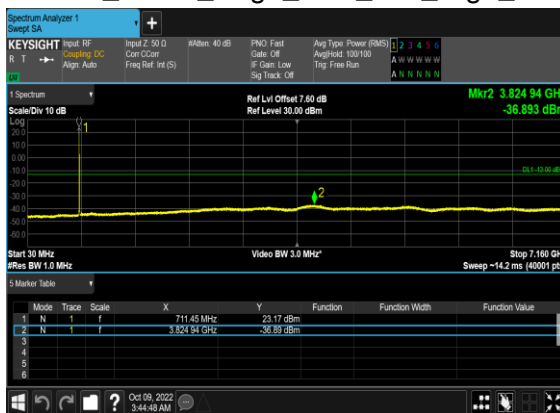 Spectrum Analyzer 1
Swept SA
KEYSIGHT Input: RF Input Z: 50 Ω #Atten: 40 dB PNO: Fast Avg Type: Power (RMS) 1 2 3 4 5 6
R T Coupling: DC Corr CCorr Gate: Off Avg|Hold: 100/100 A W W W W W
Align: Auto Freq Ref: Int (S) IF Gain: Low Trig: Free Run
LU Sig Track: Off A N N N N N
1 Spectrum Ref Lvl Offset 7.60 dB Mkr2 3.824 94 GH
Scale/Div 10 dB Ref Level 30.00 dBm -36.893 dBr
Log
20.0
10.0
0.00
-10.0
-20.0
-30.0
-40.0
-50.0
-60.0
1
2
DL1 -13.00 dB
Start 30 MHz Video BW 3.0 MHz* Stop 7.160 GH
#Res BW 1.0 MHz Sweep ~14.2 ms (40001 pt
5 Marker Table
Mode Trace Scale X Y Function Function Width Function Value
1 N 1 f 711.45 MHz 23.17 dBm
2 N 1 f 3.824 94 GHz -36.89 dBm
3
4
5
6
? Oct 09, 2022
3:44:48 AM